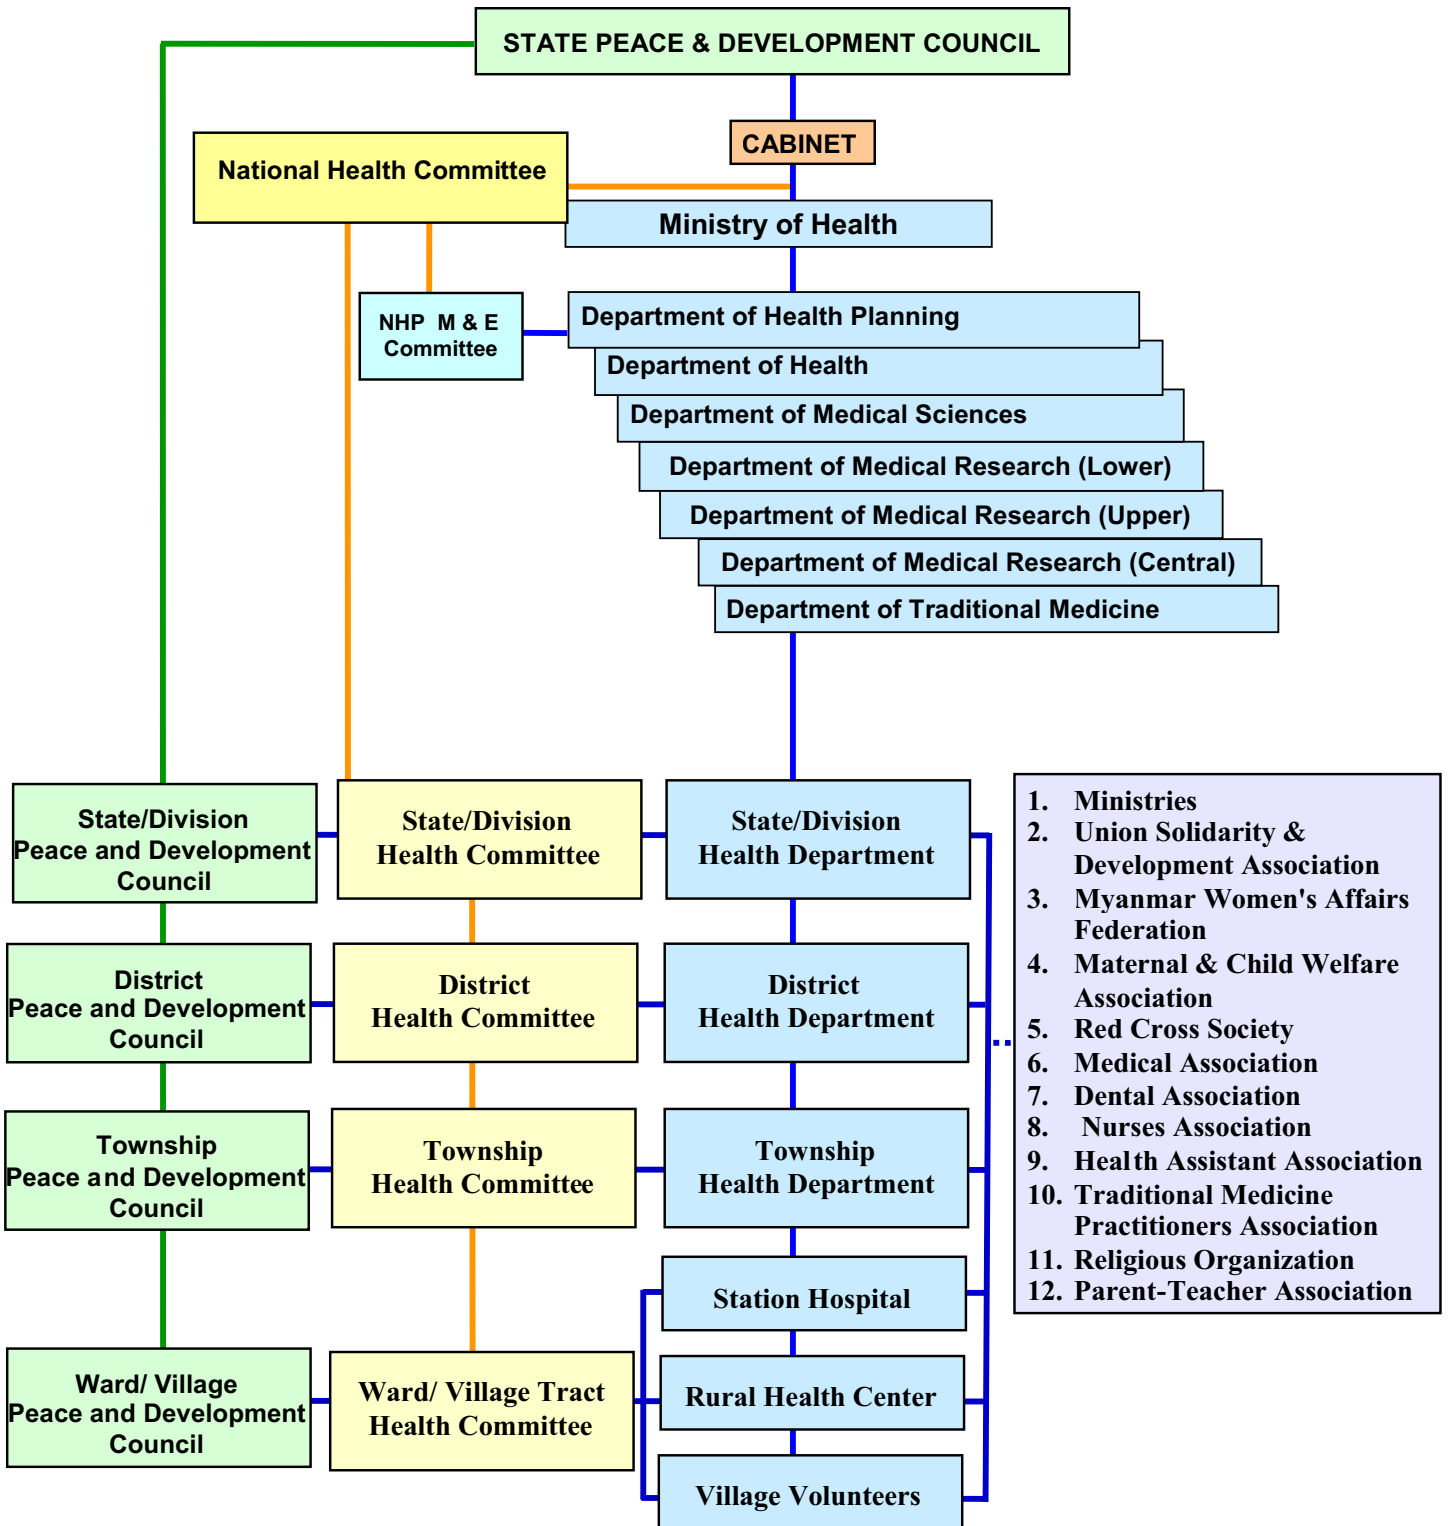 STATE PEACE & DEVELOPMENT COUNCIL
CABINET
National Health Committee
Ministry of Health
NHP M & E
Committee
Department of Health Planning
Department of Health
Department of Medical Sciences
Department of Medical Research (Lower)
Department of Medical Research (Upper)
Department of Medical Research (Central)
Department of Traditional Medicine
State/Division
Peace and Development
Council
State/Division
Health Committee
State/Division
Health Department
District
Peace and Development
Council
District
Health Committee
District
Health Department
Township
Peace and Development
Council
Township
Health Committee
Township
Health Department
Station Hospital
Ward/ Village
Peace and Development
Council
Ward/ Village Tract
Health Committee
Rural Health Center
Village Volunteers
1. Ministries
2. Union Solidarity &
Development Association
3. Myanmar Women's Affairs
Federation
4. Maternal & Child Welfare
Association
5. Red Cross Society
6. Medical Association
7. Dental Association
8. Nurses Association
9. Health Assistant Association
10. Traditional Medicine
Practitioners Association
11. Religious Organization
12. Parent-Teacher Association